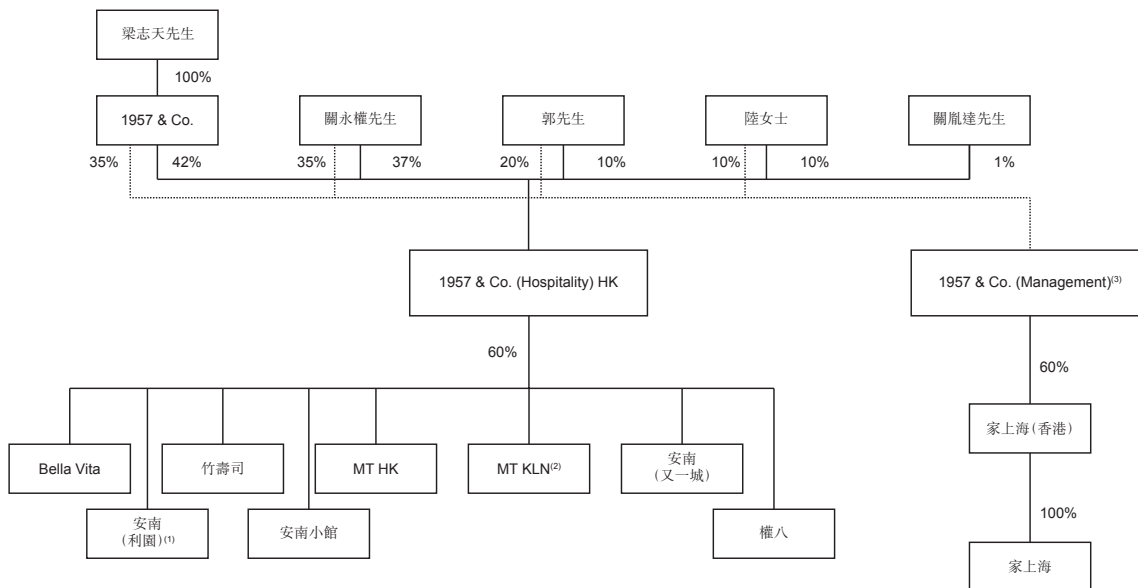 梁志天先生
100%
1957 & Co.
關永權先生
郭先生
陸女士
關胤達先生
35%
42%
35%
37%
20%
10%
10%
10%
1%
1957 & Co. (Hospitality) HK
1957 & Co. (Management)(3)
60%
60%
家上海(香港)
Bella Vita
竹壽司
MT HK
MT KLN(2)
安南
(又一城)
安南
(利園)(1)
安南小館
權八
100%
家上海